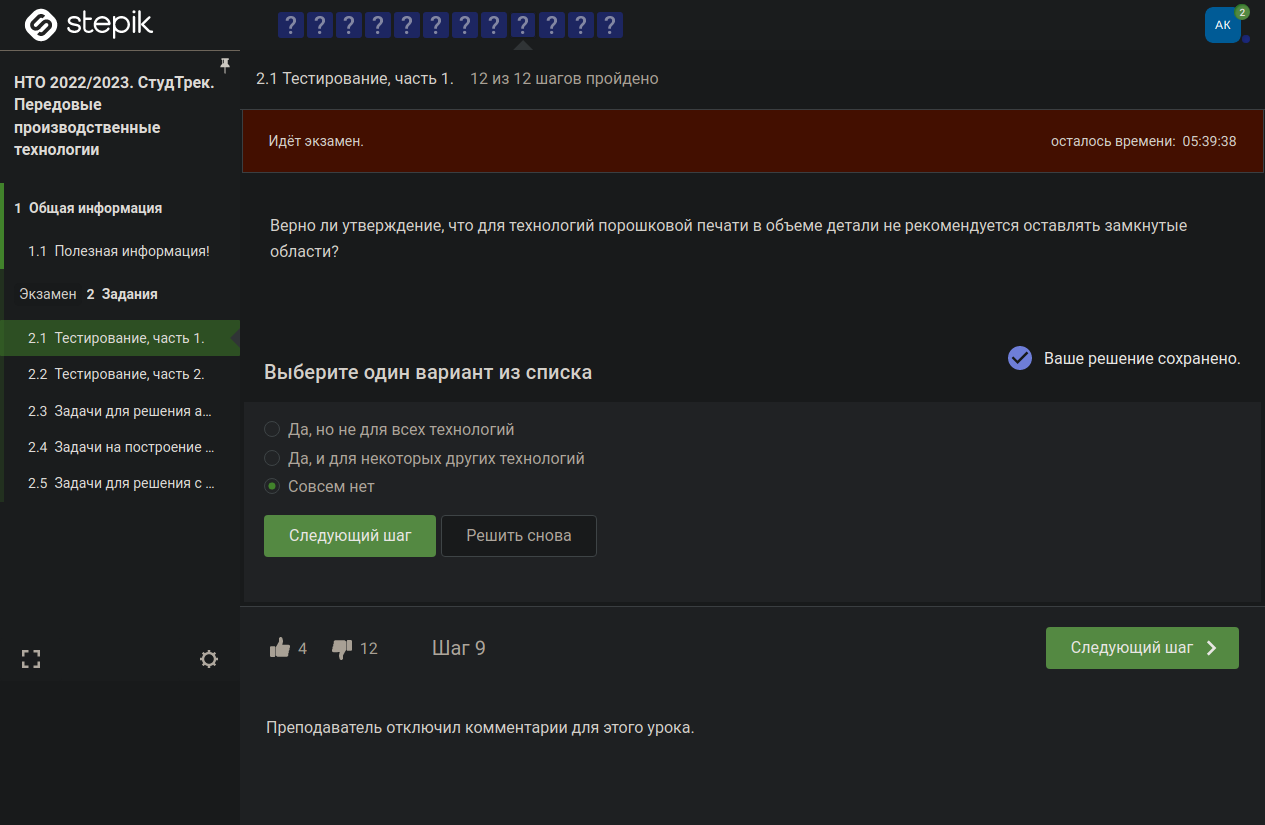 stepik
? ? ? ? ? ? ? ? ? ? ? ?
АК
2
НТО 2022/2023. СтудТрек.
Передовые
производственные
технологии
1 Общая информация
1.1 Полезная информация!
Экзамен 2 Задания
2.1 Тестирование, часть 1.
2.2 Тестирование, часть 2.
2.3 Задачи для решения а...
2.4 Задачи на построение ...
2.5 Задачи для решения с ...
2.1 Тестирование, часть 1. 12 из 12 шагов пройдено
Идёт экзамен. осталось времени: 05:39:38
Верно ли утверждение, что для технологий порошковой печати в объеме детали не рекомендуется оставлять замкнутые
области?
Ваше решение сохранено.
Выберите один вариант из списка
Да, но не для всех технологий
Да, и для некоторых других технологий
Совсем нет
Следующий шаг Решить снова
4 12 Шаг 9 Следующий шаг
Преподаватель отключил комментарии для этого урока.